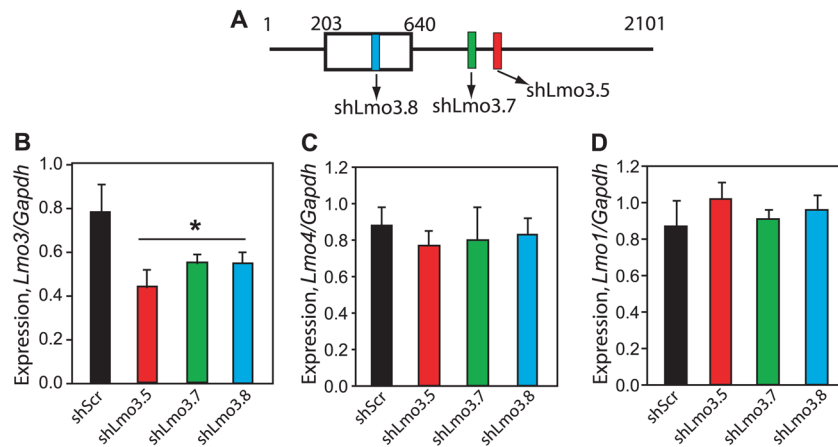 A
1 203 640 2101
shLmo3.8 shLmo3.7 shLmo3.5
B
Expression, Lmo3/Gapdh
1.0
0.8
0.6
0.4
0.2
0.0
*
shScr shLmo3.5 shLmo3.7 shLmo3.8
C
Expression, Lmo4/Gapdh
1.2
1.0
0.8
0.6
0.4
0.2
0.0
shScr shLmo3.5 shLmo3.7 shLmo3.8
D
Expression, Lmo1/Gapdh
1.2
1.0
0.8
0.6
0.4
0.2
0.0
shScr shLmo3.5 shLmo3.7 shLmo3.8